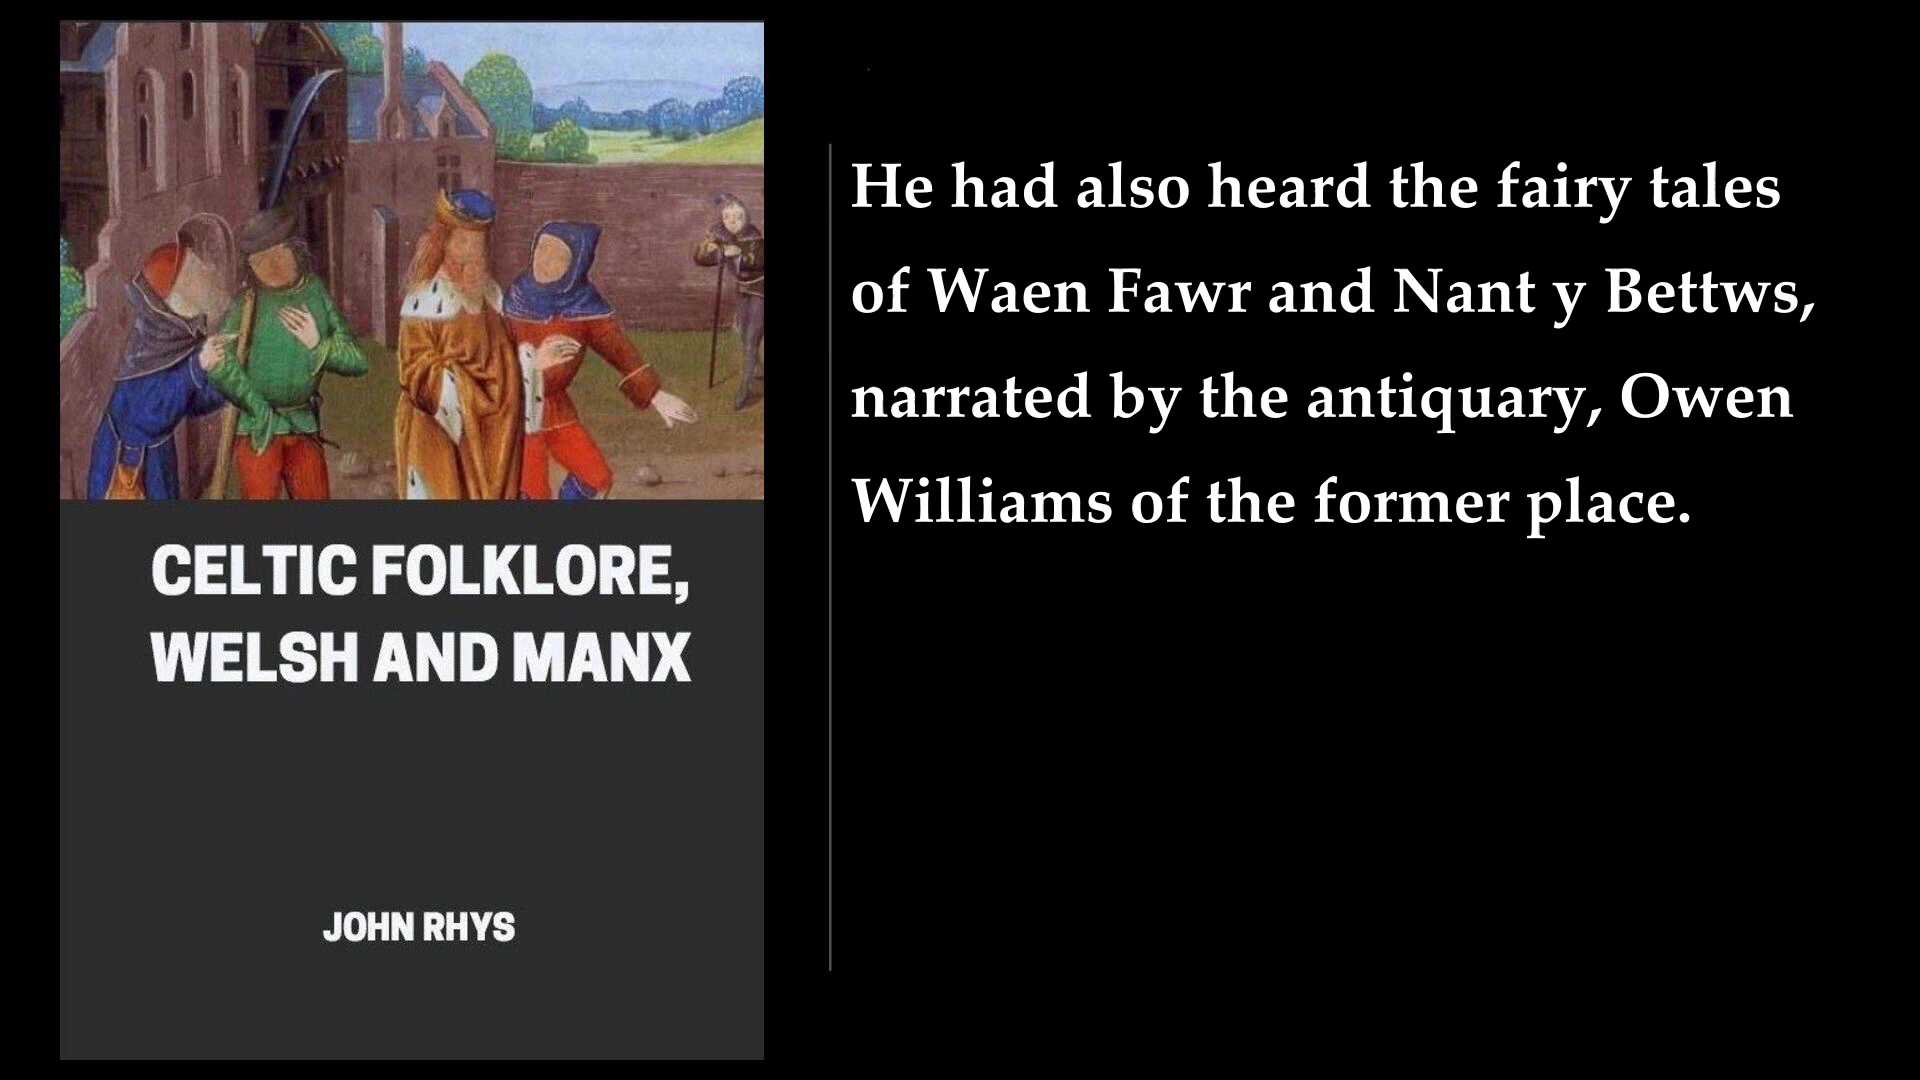 CELTIC FOLKLORE,
WELSH AND MANX
JOHN RHYS
He had also heard the fairy tales
of Waen Fawr and Nant y Bettws,
narrated by the antiquary, Owen
Williams of the former place.